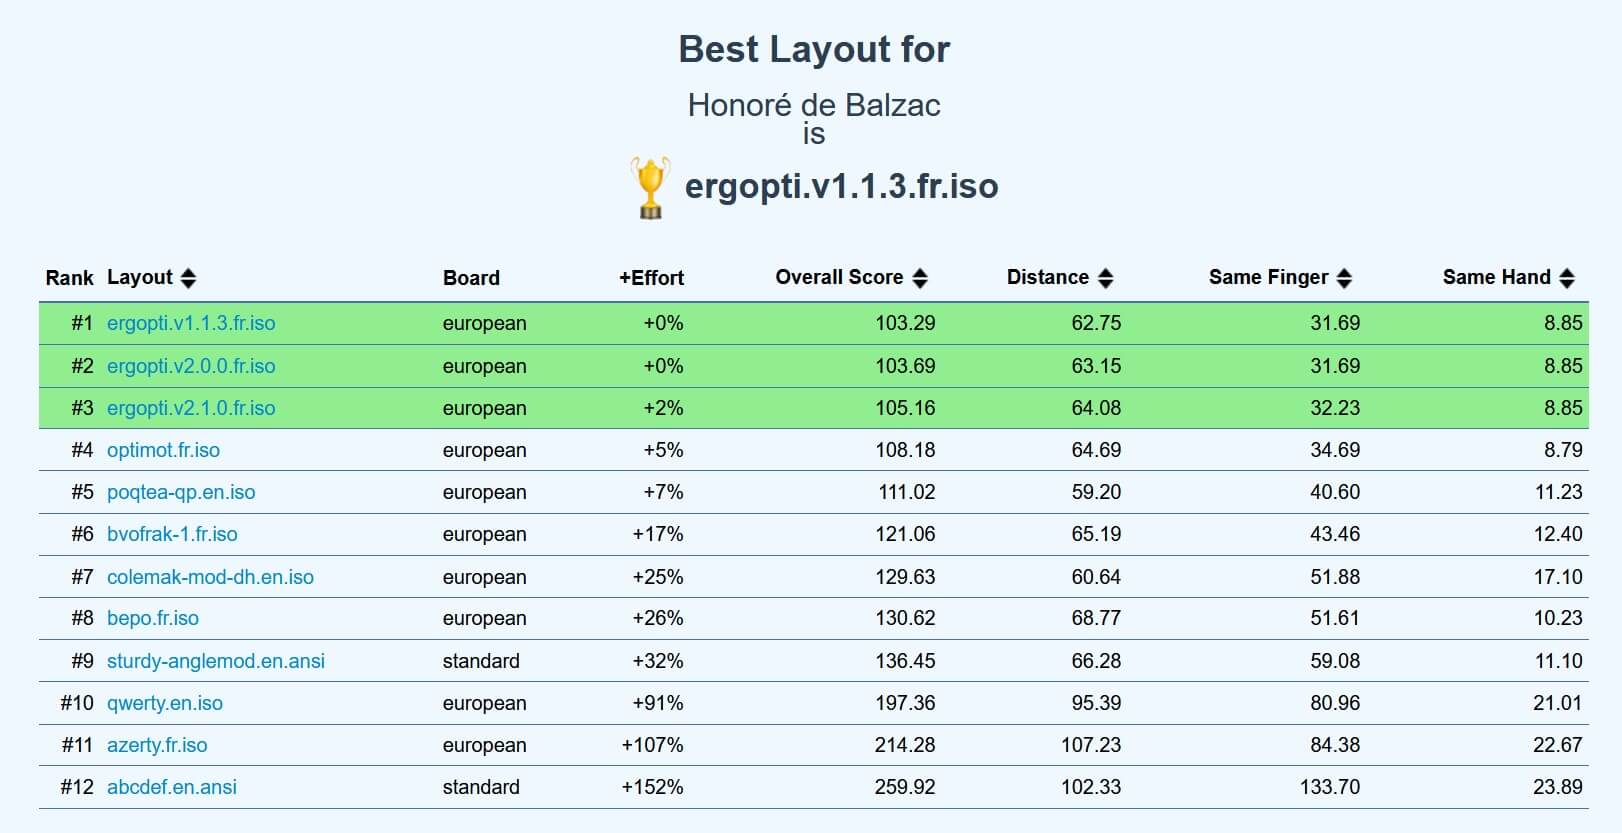 Best Layout for
Honoré de Balzac
is
ergopti.v1.1.3.fr.iso
Rank Layout Board +Effort Overall Score Distance Same Finger Same Hand
#1 ergopti.v1.1.3.fr.iso european +0% 103.29 62.75 31.69 8.85
#2 ergopti.v2.0.0.fr.iso european +0% 103.69 63.15 31.69 8.85
#3 ergopti.v2.1.0.fr.iso european +2% 105.16 64.08 32.23 8.85
#4 optimot.fr.iso european +5% 108.18 64.69 34.69 8.79
#5 poqtea-qp.en.iso european +7% 111.02 59.20 40.60 11.23
#6 bvofrak-1.fr.iso european +17% 121.06 65.19 43.46 12.40
#7 colemak-mod-dh.en.iso european +25% 129.63 60.64 51.88 17.10
#8 bepo.fr.iso european +26% 130.62 68.77 51.61 10.23
#9 sturdy-anglemod.en.ansi standard +32% 136.45 66.28 59.08 11.10
#10 qwerty.en.iso european +91% 197.36 95.39 80.96 21.01
#11 azerty.fr.iso european +107% 214.28 107.23 84.38 22.67
#12 abcdef.en.ansi standard +152% 259.92 102.33 133.70 23.89